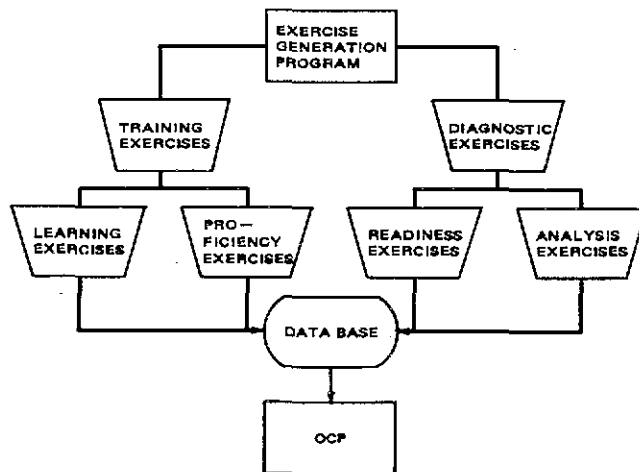 EXERCISE
GENERATION
PROGRAM
TRAINING
EXERCISES
DIAGNOSTIC
EXERCISES
LEARNING
EXERCISES
PRO-
FICIENCY
EXERCISES
READINESS
EXERCISES
ANALYSIS
EXERCISES
DATA BASE
OCP